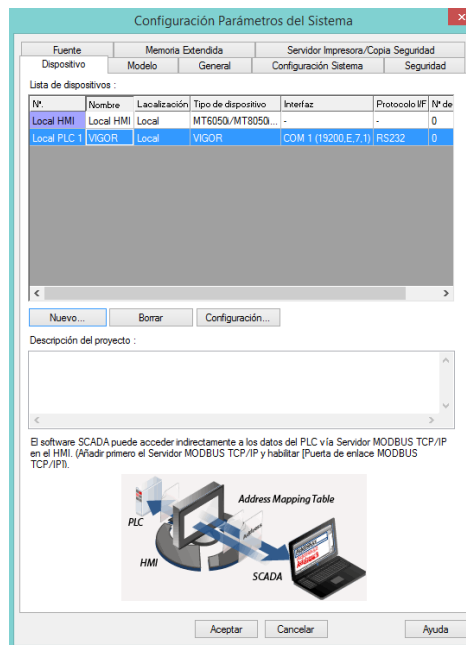 Configuración Parámetros del Sistema
Fuente Memoria Extendida Servidor Impresora/Copia Seguridad
Dispositivo Modelo General Configuración Sistema Seguridad
Lista de dispositivos :
Nº. Nombre Lacalización Tipo de dispositivo Interfaz Protocolo I/F Nº de
Local HMI Local HMI Local MT6050i/MT8050i... - - 0
Local PLC 1 VIGOR Local VIGOR COM 1 (19200,E,7,1) RS232 0
Nuevo... Borrar Configuración...
Descripción del proyecto :
El software SCADA puede acceder indirectamente a los datos del PLC vía Servidor MODBUS TCP/IP
en el HMI. (Añadir primero el Servidor MODBUS TCP/IP y habilitar [Puerta de enlace MODBUS
TCP/IP]).
Address Mapping Table
PLC
Address
HMI
SCADA
Aceptar Cancelar Ayuda